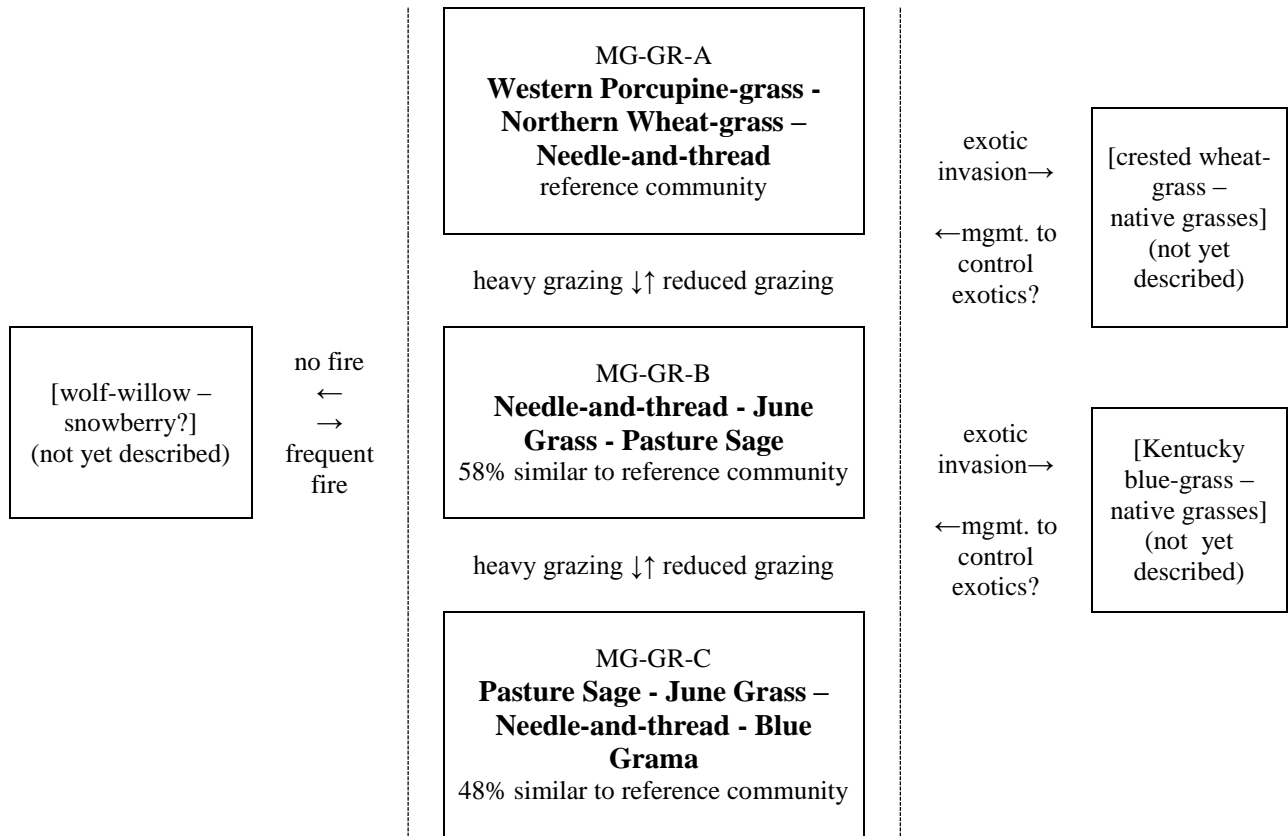 MG-GR-A
Western Porcupine-grass -
Northern Wheat-grass –
Needle-and-thread
reference community
exotic
invasion→
←mgmt. to
control
exotics?
[crested wheat-
grass –
native grasses]
(not yet
described)
heavy grazing ↓↑ reduced grazing
[wolf-willow –
snowberry?]
(not yet described)
no fire
←
→
frequent
fire
MG-GR-B
Needle-and-thread - June
Grass - Pasture Sage
58% similar to reference community
exotic
invasion→
←mgmt. to
control
exotics?
[Kentucky
blue-grass –
native grasses]
(not yet
described)
heavy grazing ↓↑ reduced grazing
MG-GR-C
Pasture Sage - June Grass –
Needle-and-thread - Blue
Grama
48% similar to reference community